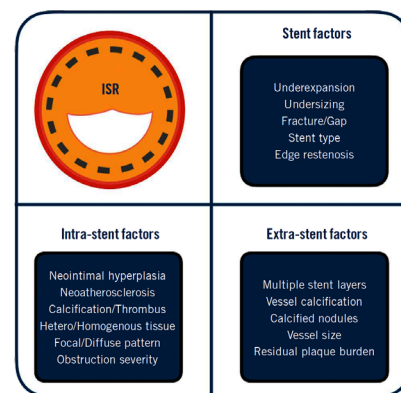 ISR
Stent factors
Underexpansion
Undersizing
Fracture/Gap
Stent type
Edge restenosis
Intra-stent factors
Neointimal hyperplasia
Neoatherosclerosis
Calcification/Thrombus
Hetero/Homogenous tissue
Focal/Diffuse pattern
Obstruction severity
Extra-stent factors
Multiple stent layers
Vessel calcification
Calcified nodules
Vessel size
Residual plaque burden